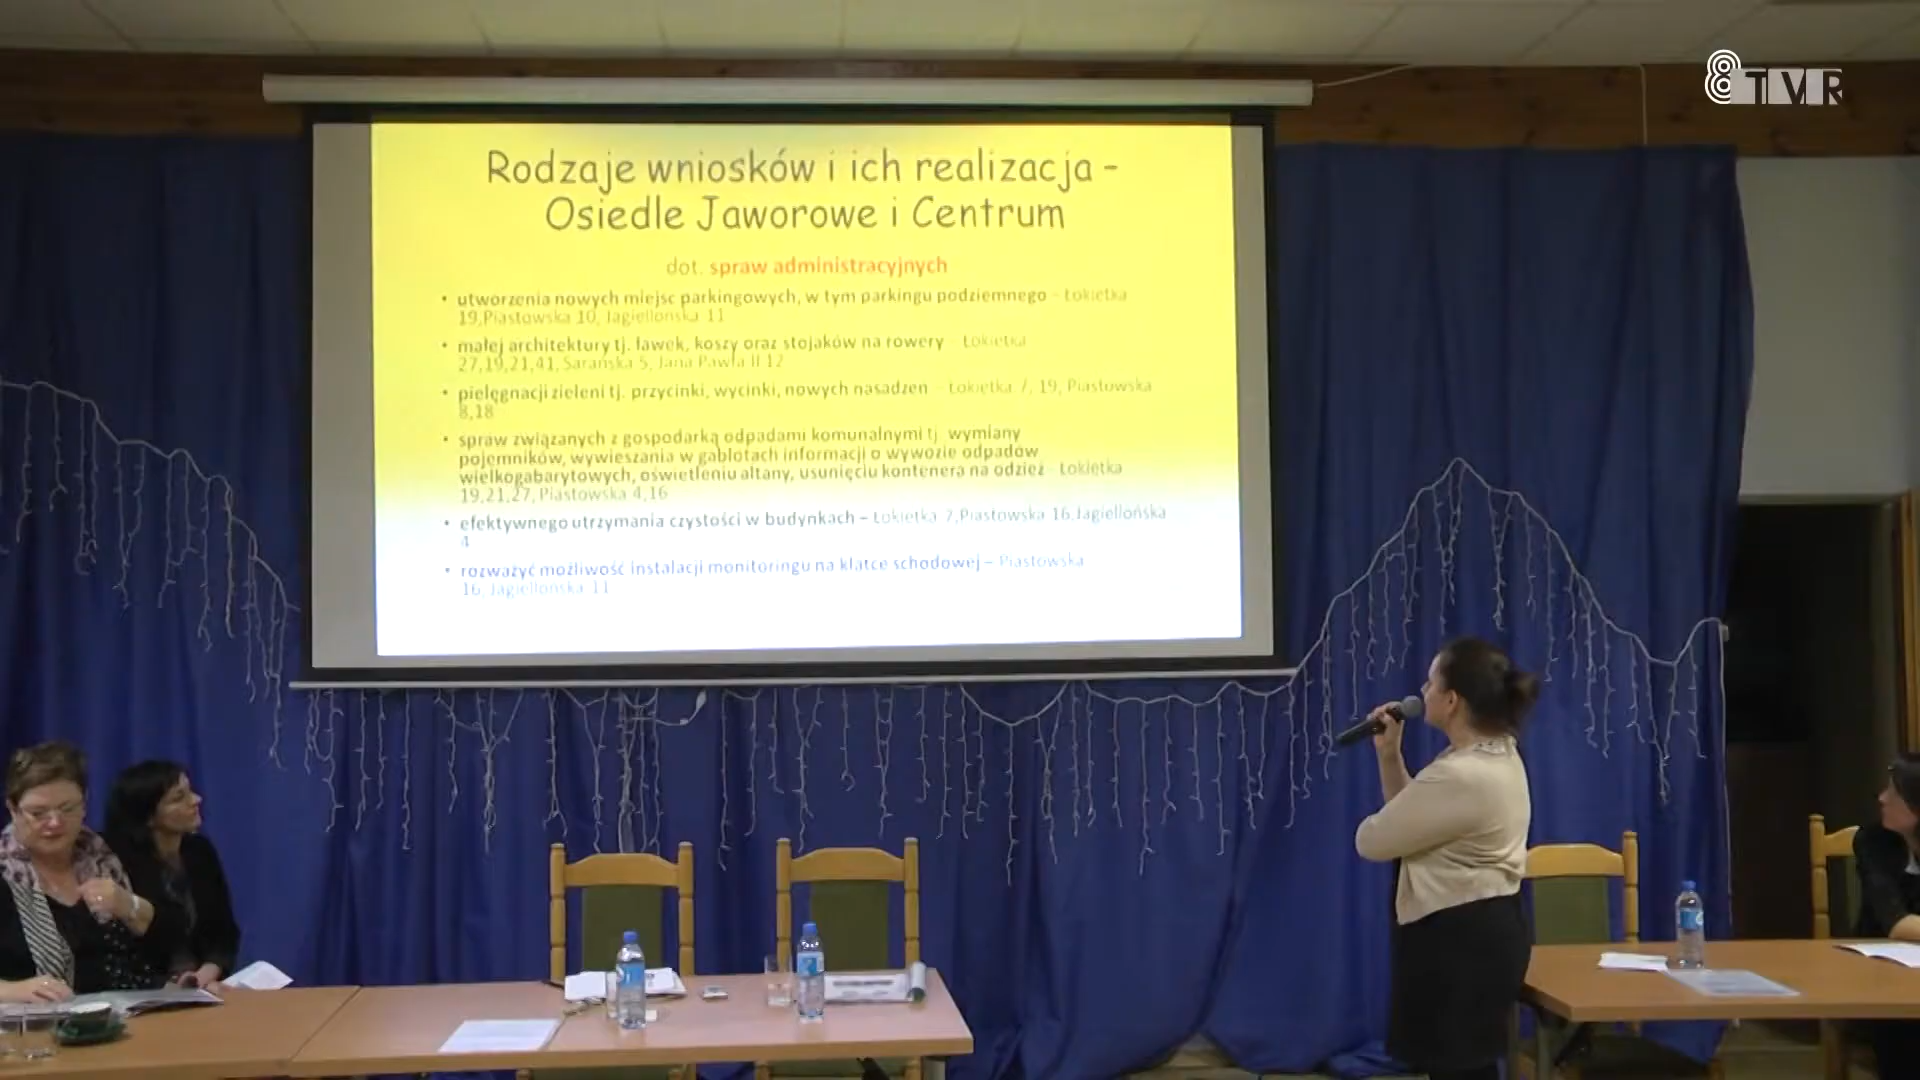 TVR
Rodzaje wniosków i ich realizacja -
Osiedle Jaworowe i Centrum
dot. spraw administracyjnych
• utworzenia nowych miejsc parkingowych, w tym parkingu podziemnego - Łokietka
19,Piastowska 10, Jagiellońska 11
• małej architektury tj. ławek, koszy oraz stojaków na rowery - Łokietka
27,19,21,41, Sarańska 5, Jana Pawła II 12
• pielęgnacji zieleni tj. przycinki, wycinki, nowych nasadzeń - Łokietka 7, 19, Piastowska
8,18
• spraw związanych z gospodarką odpadami komunalnymi tj. wymiany
pojemników, wywieszania w gablotach informacji o wywozie odpadów
wielkogabarytowych, oświetleniu altany, usunięciu kontenera na odzież - Łokietka
19,21,27, Piastowska 4,16
• efektywnego utrzymania czystości w budynkach – Łokietka 7,Piastowska 16,Jagiellońska
4
• rozważyć możliwość instalacji monitoringu na klatce schodowej – Piastowska
16, Jagiellońska 11